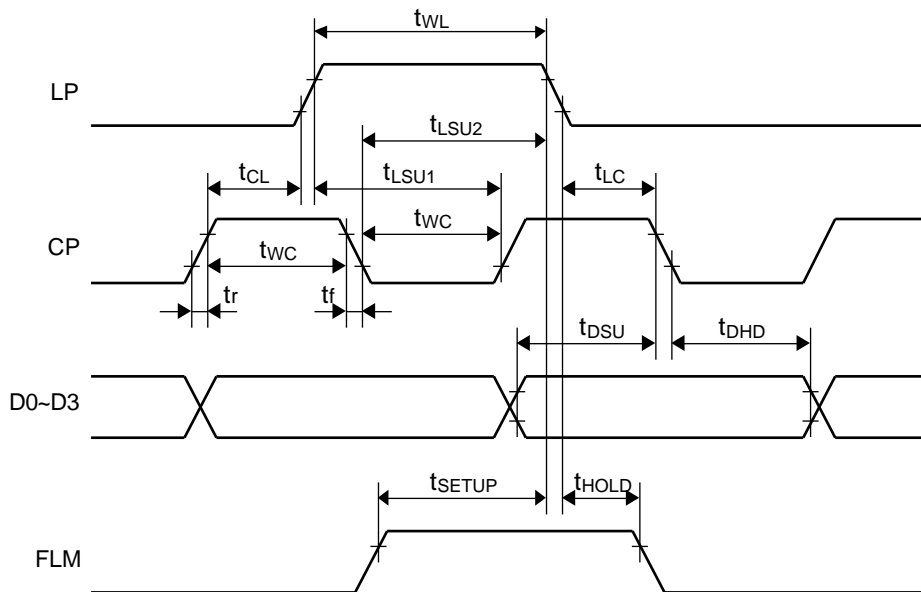 tWL
LP
tLSU2
tCL
tLSU1
tLC
tWC
CP
tWC
tr
tf
tDSU
tDHD
D0~D3
tSETUP
tHOLD
FLM